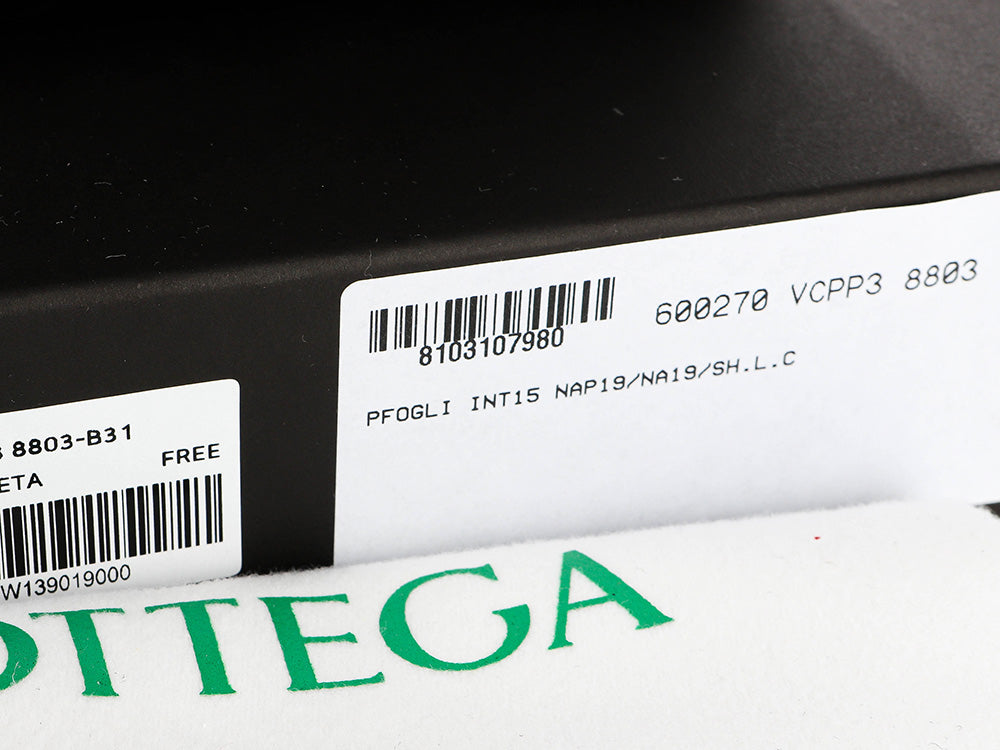 8103107980
600270 VCPP3 8803
PFOGLI INT15 NAP19/NA19/SH.L.C
8803-B31
ETA FREE
W139019000
OTTEGA